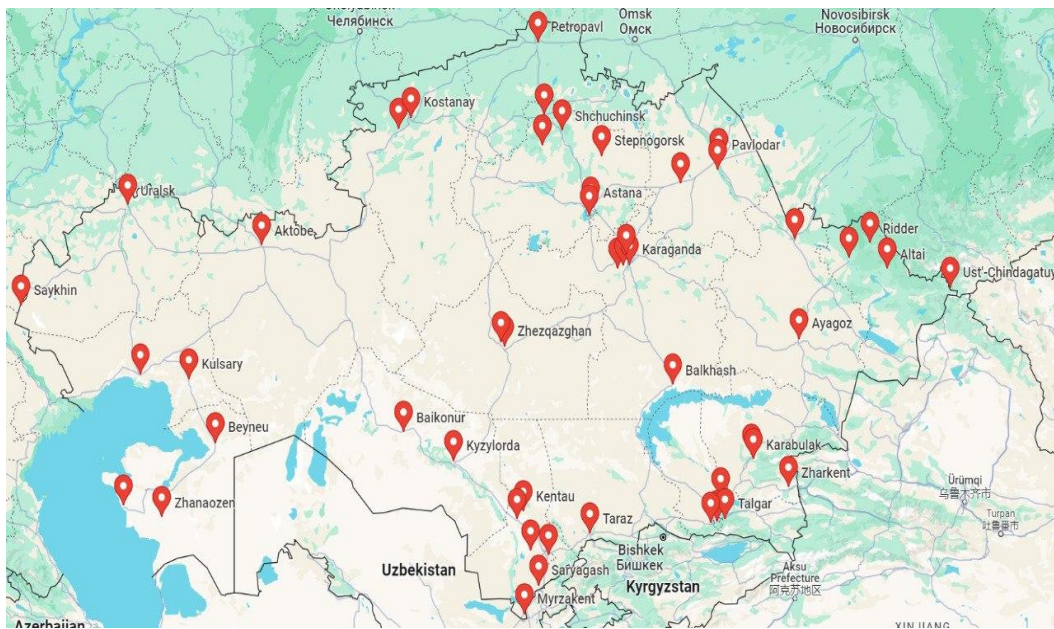 Челябинск
Omsk
Омск
Novosibirsk
Новосибирск
Petropavl
Kostanay
Shchuchinsk
Stepnogorsk
Pavlodar
Uralsk
Astana
Aktobe
Ridder
Karaganda
Altai
Ust'-Chindagatuy
Saykhin
Zhezqazghan
Ayagoz
Kulsary
Balkhash
Baikonur
Beyneu
Kyzylorda
Karabulak
Zharkent
Ürümqi
乌鲁木齐市
Zhanaozen
Kentau
Talgar
Taraz
Turpan
吐鲁番市
Bishkek
Бишкек
Uzbekistan
Saryagash
Kyrgyzstan
Aksu
Prefecture
阿克苏地区
Myrzakent
Azerbaijan
XINJIANG